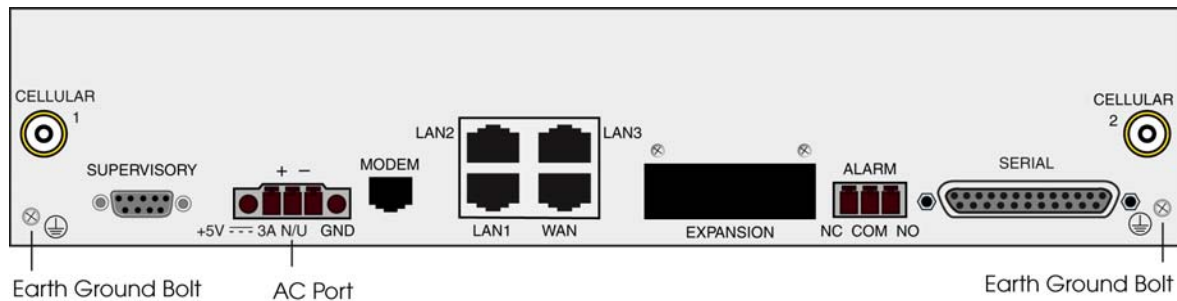 CELLULAR
1
CELLULAR
2
LAN2
LAN3
SUPERVISORY
+ −
MODEM
ALARM
SERIAL
+5V ⎓ 3A N/U GND
LAN1 WAN
EXPANSION
NC COM NO
Earth Ground Bolt
AC Port
Earth Ground Bolt